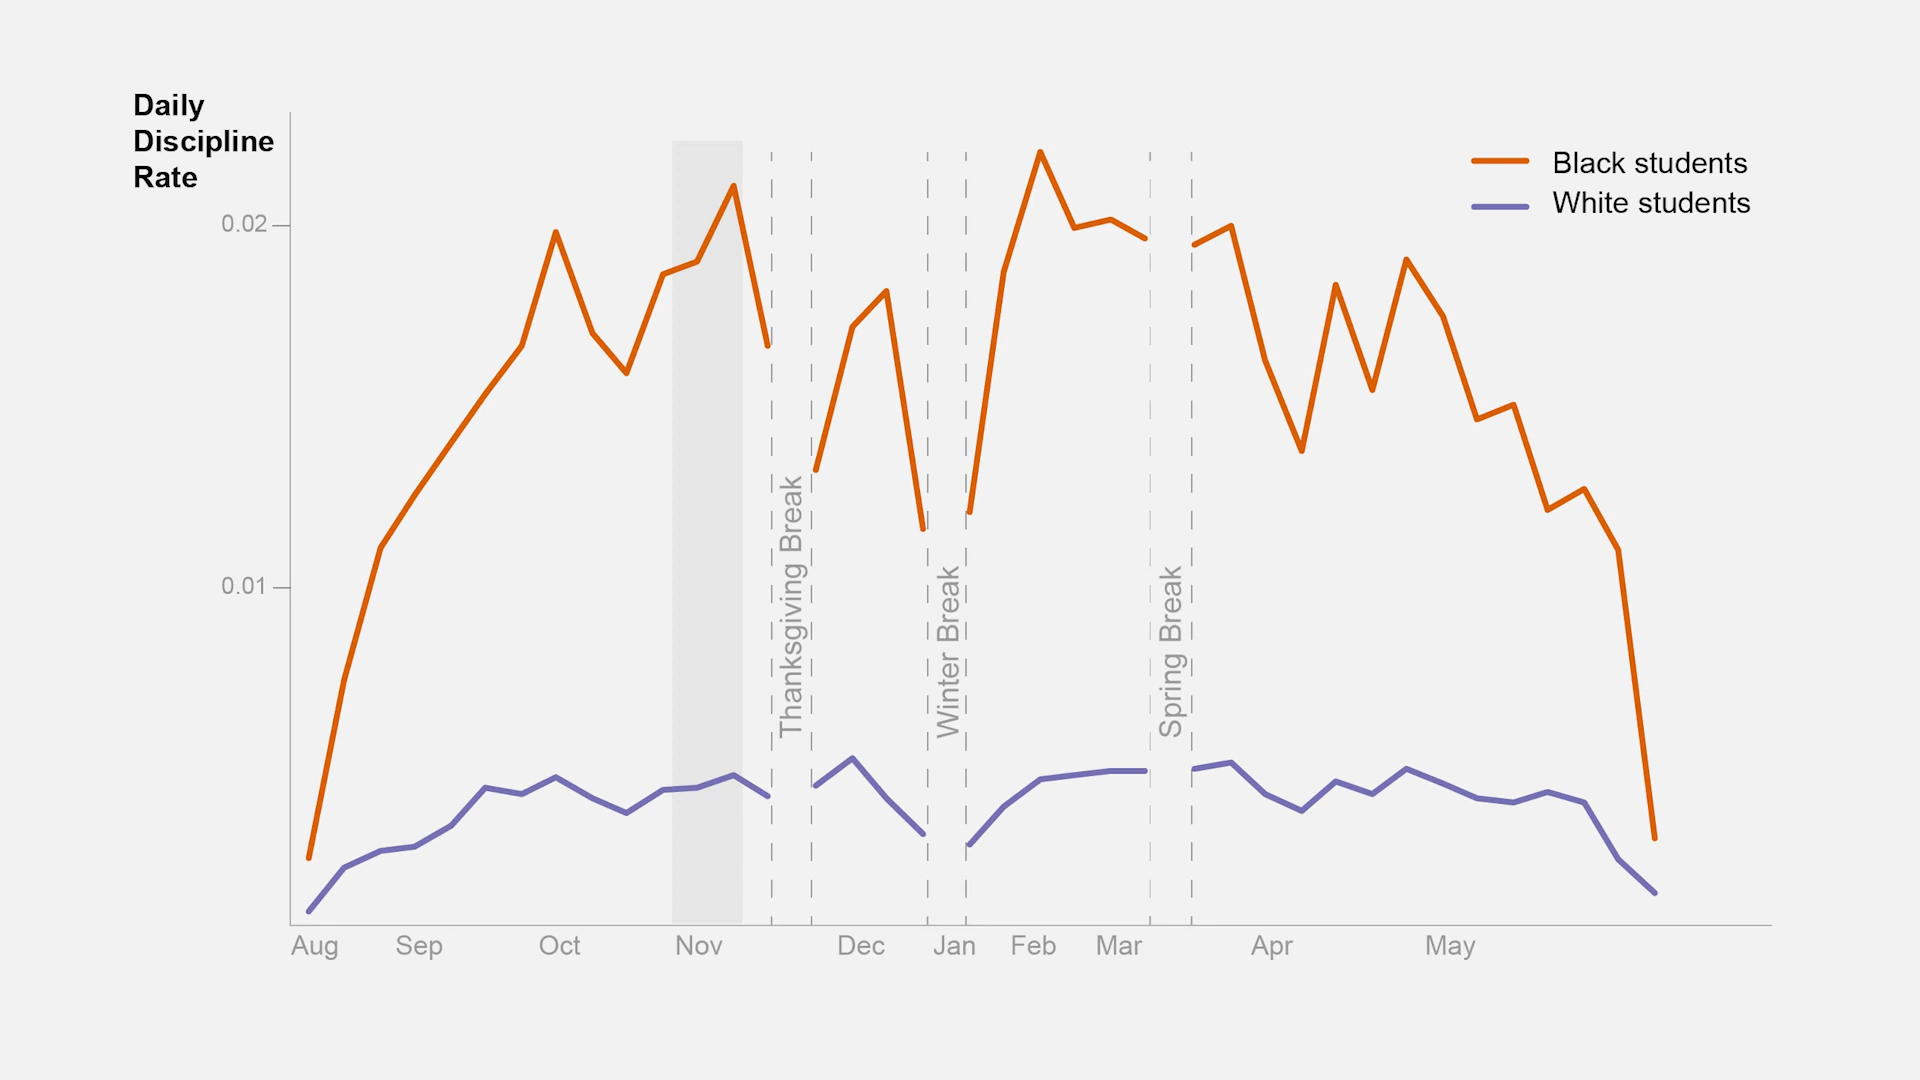 Daily
Discipline
Rate
0.02
0.01
Black students
White students
Thanksgiving Break
Winter Break
Spring Break
Aug Sep Oct Nov Dec Jan Feb Mar Apr May